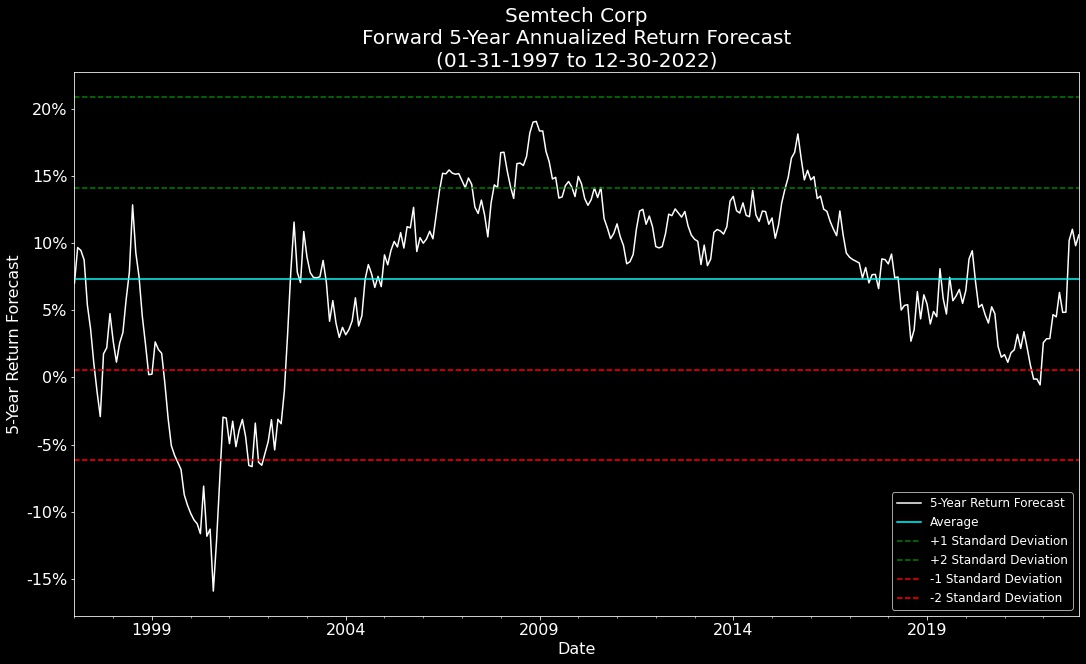 Semtech Corp
Forward 5-Year Annualized Return Forecast
(01-31-1997 to 12-30-2022)
5-Year Return Forecast
20%
15%
10%
5%
0%
-5%
-10%
-15%
1999
2004
2009
2014
2019
Date
5-Year Return Forecast
Average
+1 Standard Deviation
+2 Standard Deviation
-1 Standard Deviation
-2 Standard Deviation